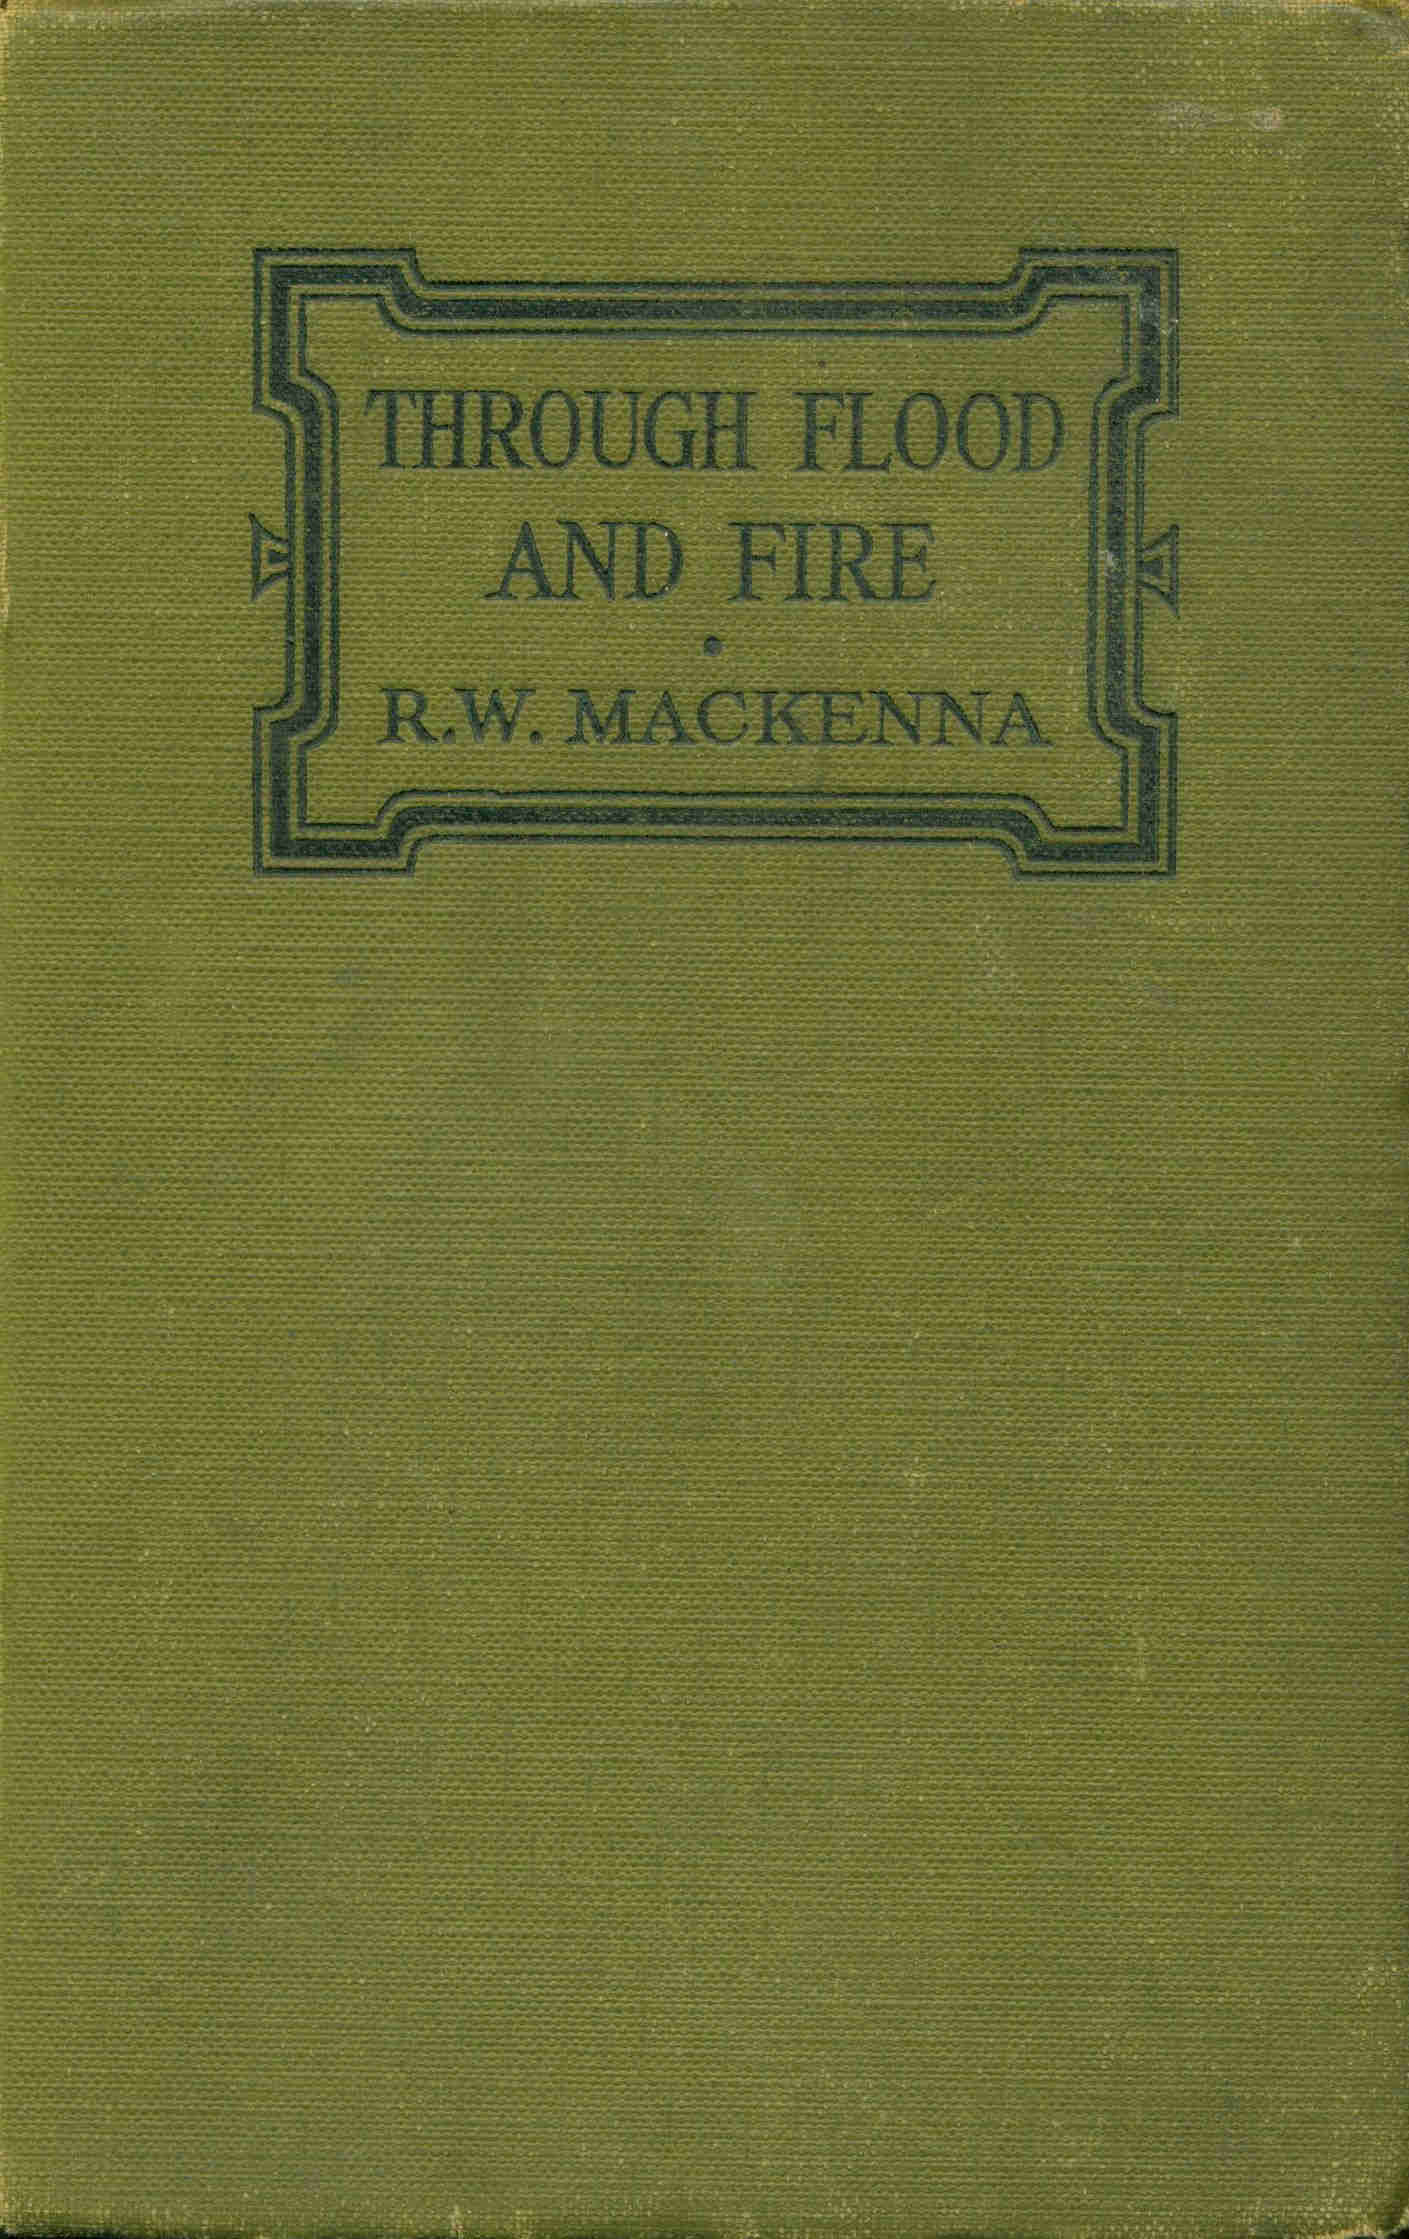 THROUGH FLOOD
AND FIRE
•
R.W. MACKENNA